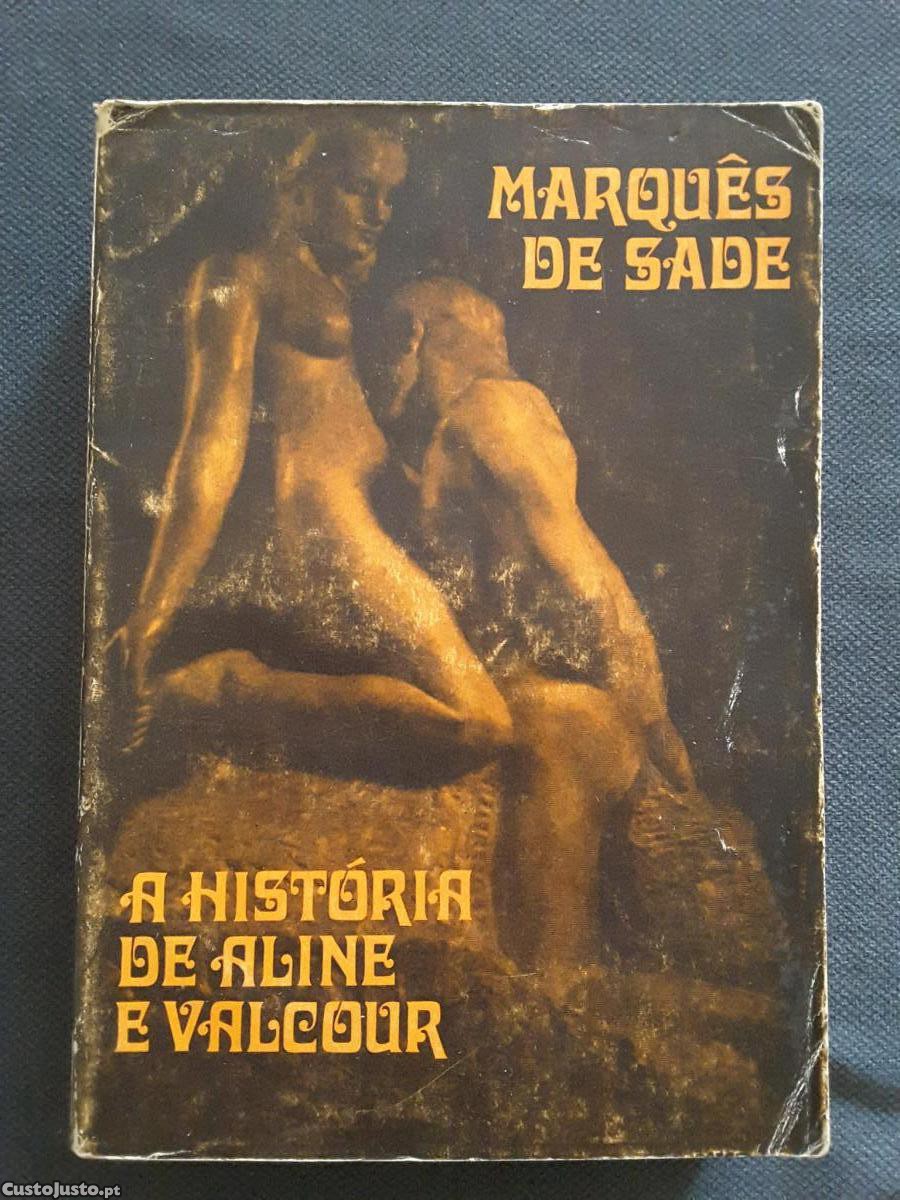 MARQUÊS
DE SADE
A HISTÓRIA
DE ALINE
E VALCOUR
CustoJusto.pt